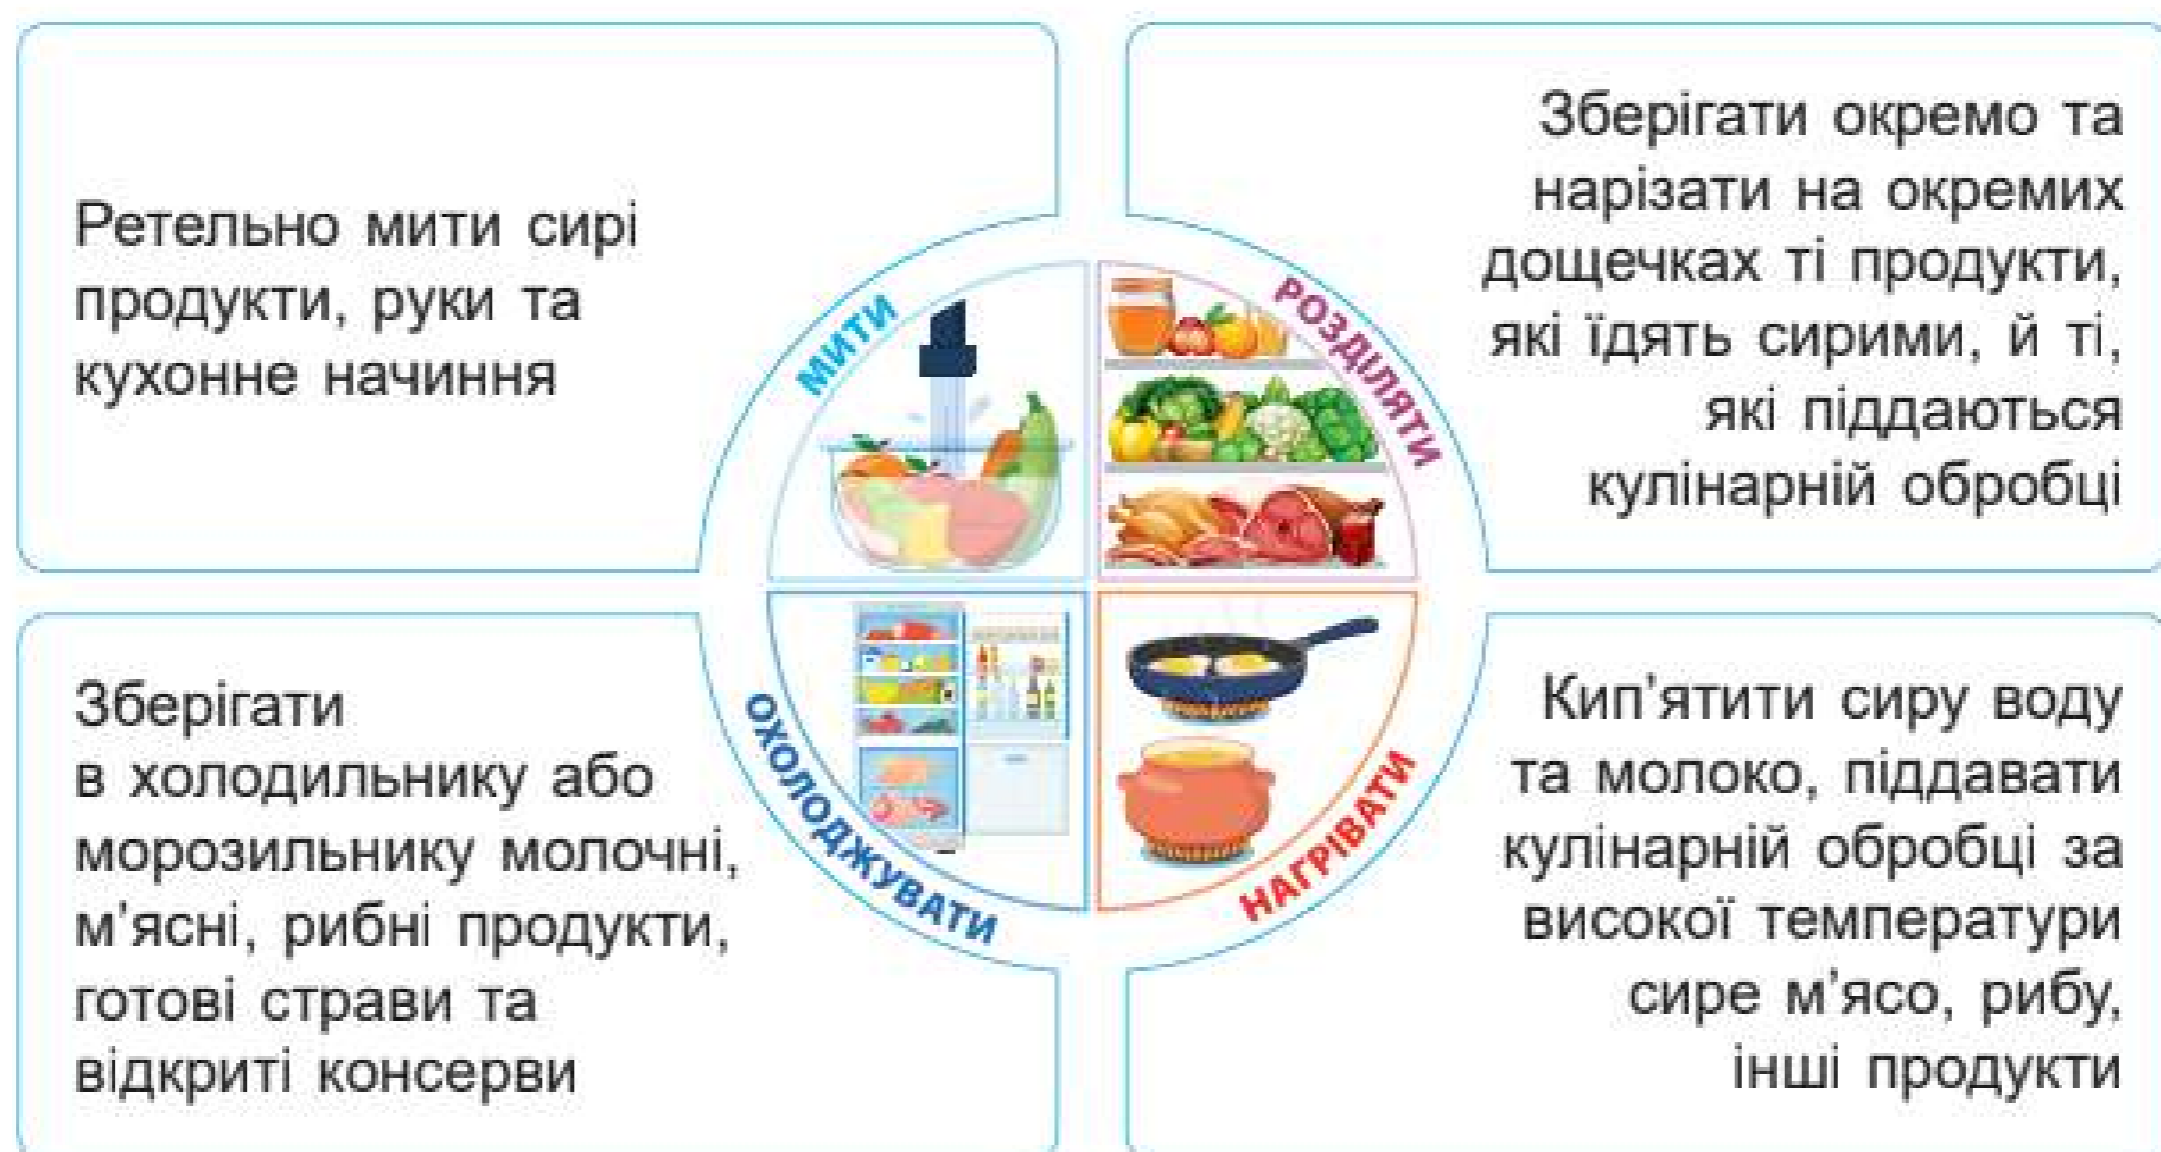 Ретельно мити сирі
продукти, руки та
кухонне начиння
МИТИ
РОЗДІЛЯТИ
Зберігати окремо та
нарізати на окремих
дощечках ті продукти,
які їдять сирими, й ті,
які піддаються
кулінарній обробці
Зберігати
в холодильнику або
морозильнику молочні,
м’ясні, рибні продукти,
готові страви та
відкриті консерви
ОХОЛОДЖУВАТИ
НАГРІВАТИ
Кип’ятити сиру воду
та молоко, піддавати
кулінарній обробці за
високої температури
сире м’ясо, рибу,
інші продукти